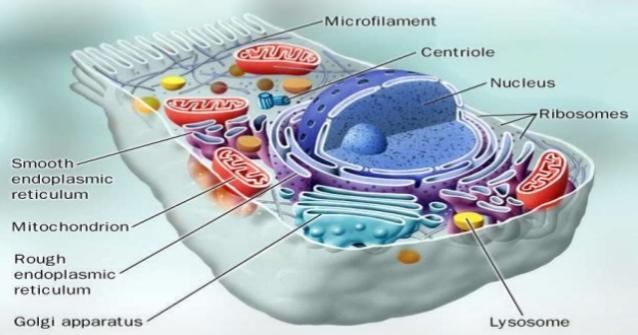 Microfilament
Centriole
Nucleus
Ribosomes
Smooth
endoplasmic
reticulum
Mitochondrion
Rough
endoplasmic
reticulum
Golgi apparatus
Lysosome